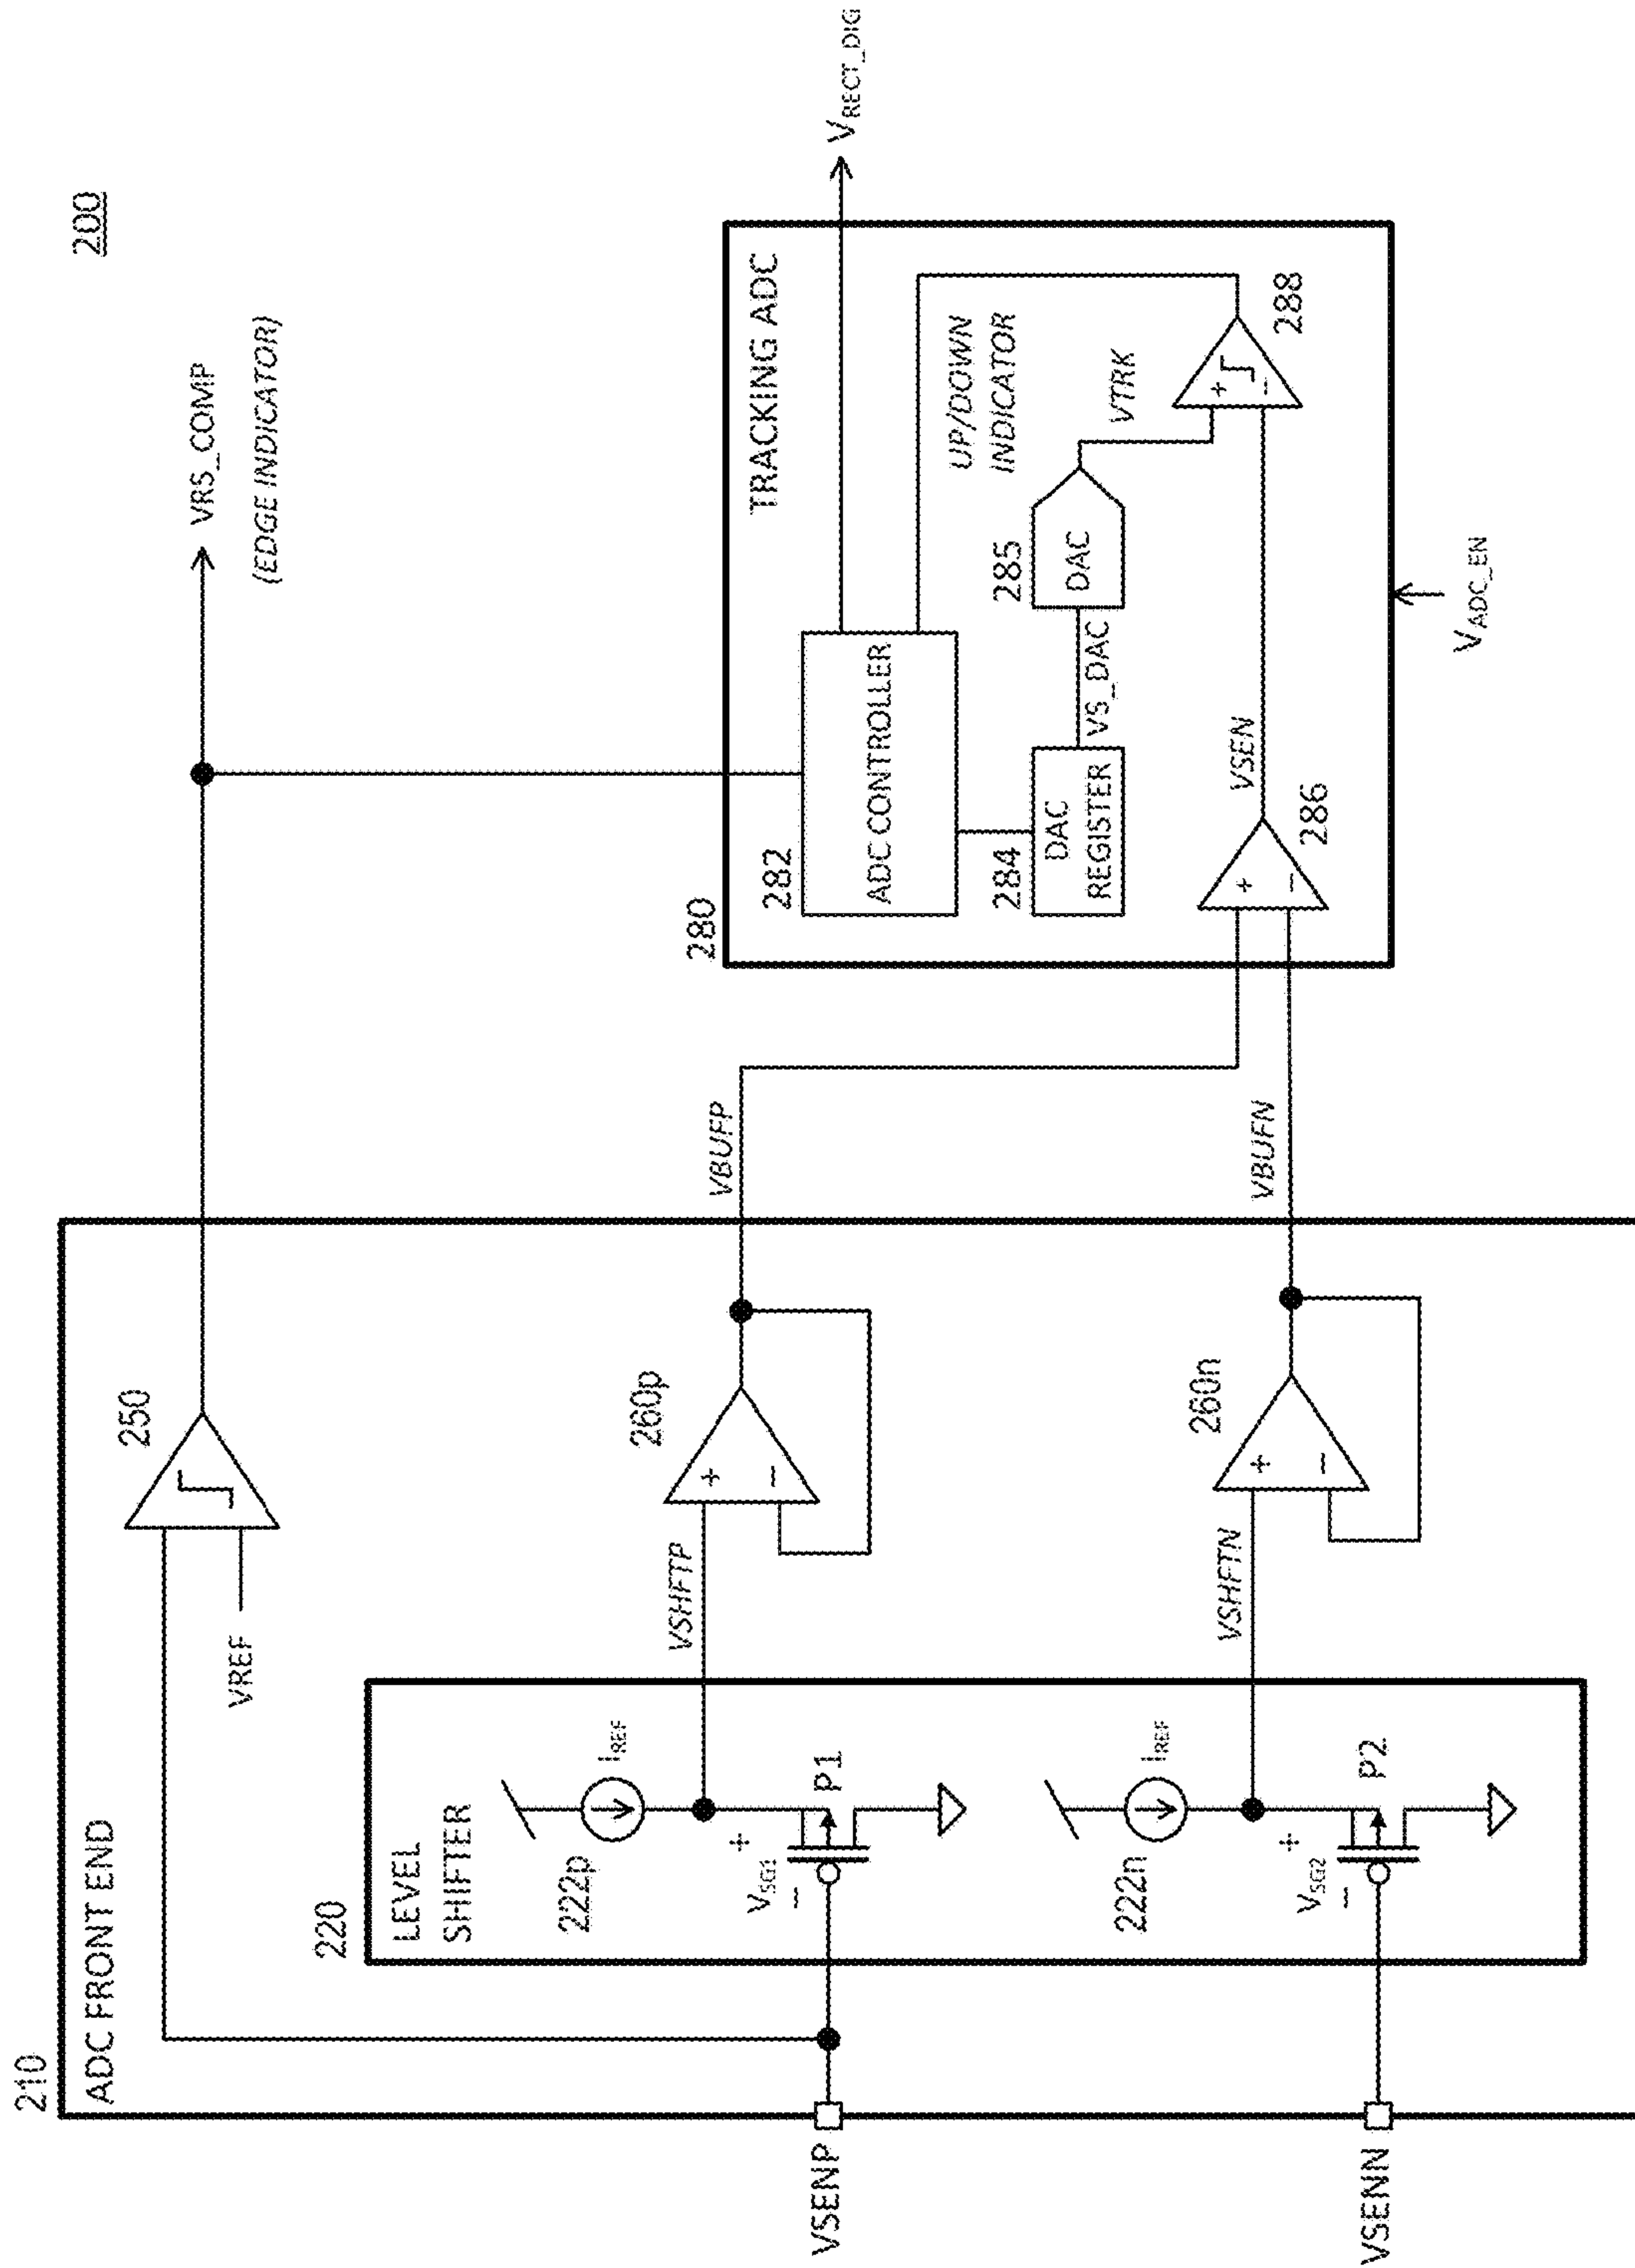 200
210
ADC FRONT END
250
VREF
VRS_COMP
(EDGE INDICATOR)
220
LEVEL
SHIFTER
222p
IREF
VSHFTP
+
VSG1
−
P1
260p
+
−
VBUFP
222n
IREF
VSHFTN
+
VSG2
−
P2
260n
+
−
VBUFN
VSENP
VSENN
280
TRACKING ADC
282
ADC CONTROLLER
VRECT_DIG
284
DAC
REGISTER
VS_DAC
285
DAC
UP/DOWN
INDICATOR
VTRK
+
−
288
+
−
286
VSEN
VADC_EN